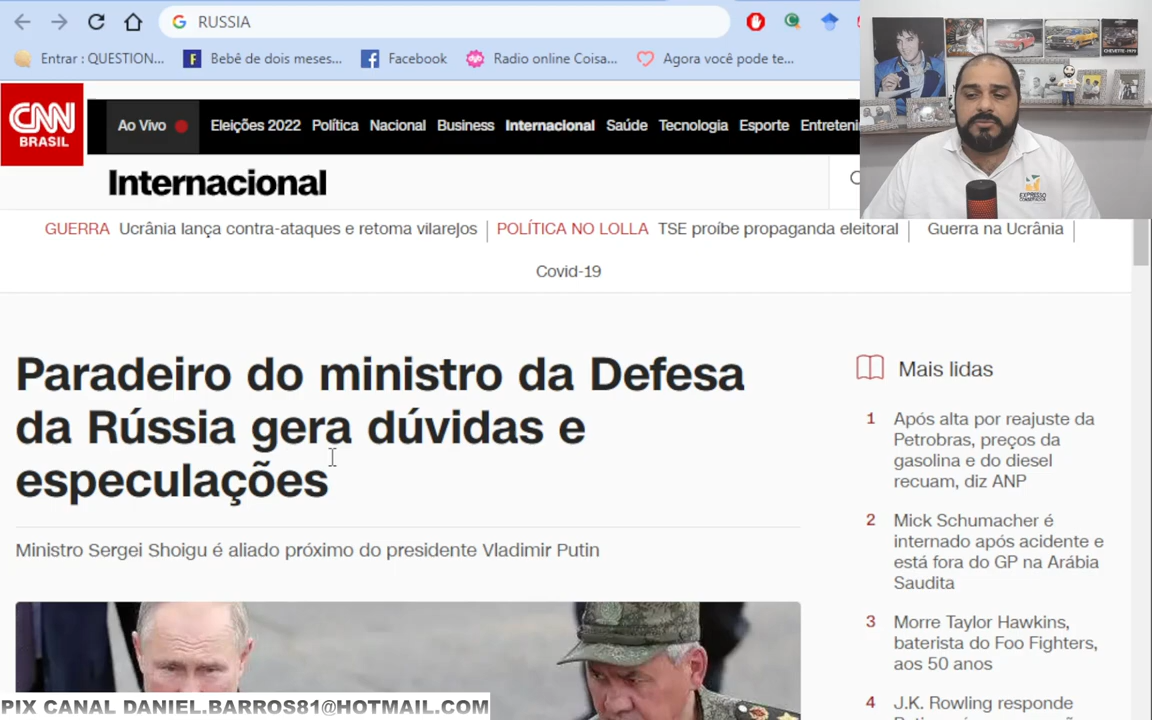 RUSSIA
Entrar : QUESTION...
Bebê de dois meses...
Facebook
Radio online Coisa...
Agora você pode te...
CNN
BRASIL
Ao Vivo
Eleições 2022
Política
Nacional
Business
Internacional
Saúde
Tecnologia
Esporte
Entreteni
Internacional
GUERRA Ucrânia lança contra-ataques e retoma vilarejos
POLÍTICA NO LOLLA TSE proíbe propaganda eleitoral
Guerra na Ucrânia
Covid-19
Paradeiro do ministro da Defesa
da Rússia gera dúvidas e
especulações
Ministro Sergei Shoigu é aliado próximo do presidente Vladimir Putin
Mais lidas
1 Após alta por reajuste da
Petrobras, preços da
gasolina e do diesel
recuam, diz ANP
2 Mick Schumacher é
internado após acidente e
está fora do GP na Arábia
Saudita
3 Morre Taylor Hawkins,
baterista do Foo Fighters,
aos 50 anos
4 J.K. Rowling responde
PIX CANAL DANIEL.BARROS81@HOTMAIL.COM